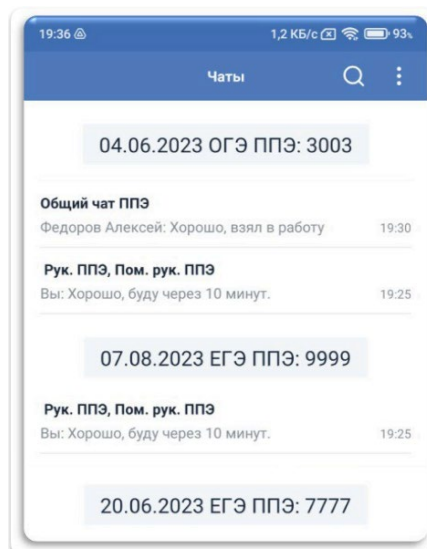 19:36 1,2 КБ/с 93%
Чаты
04.06.2023 ОГЭ ППЭ: 3003
Общий чат ППЭ
Федоров Алексей: Хорошо, взял в работу 19:30
Рук. ППЭ, Пом. рук. ППЭ
Вы: Хорошо, буду через 10 минут. 19:25
07.08.2023 ЕГЭ ППЭ: 9999
Рук. ППЭ, Пом. рук. ППЭ
Вы: Хорошо, буду через 10 минут. 19:25
20.06.2023 ЕГЭ ППЭ: 7777